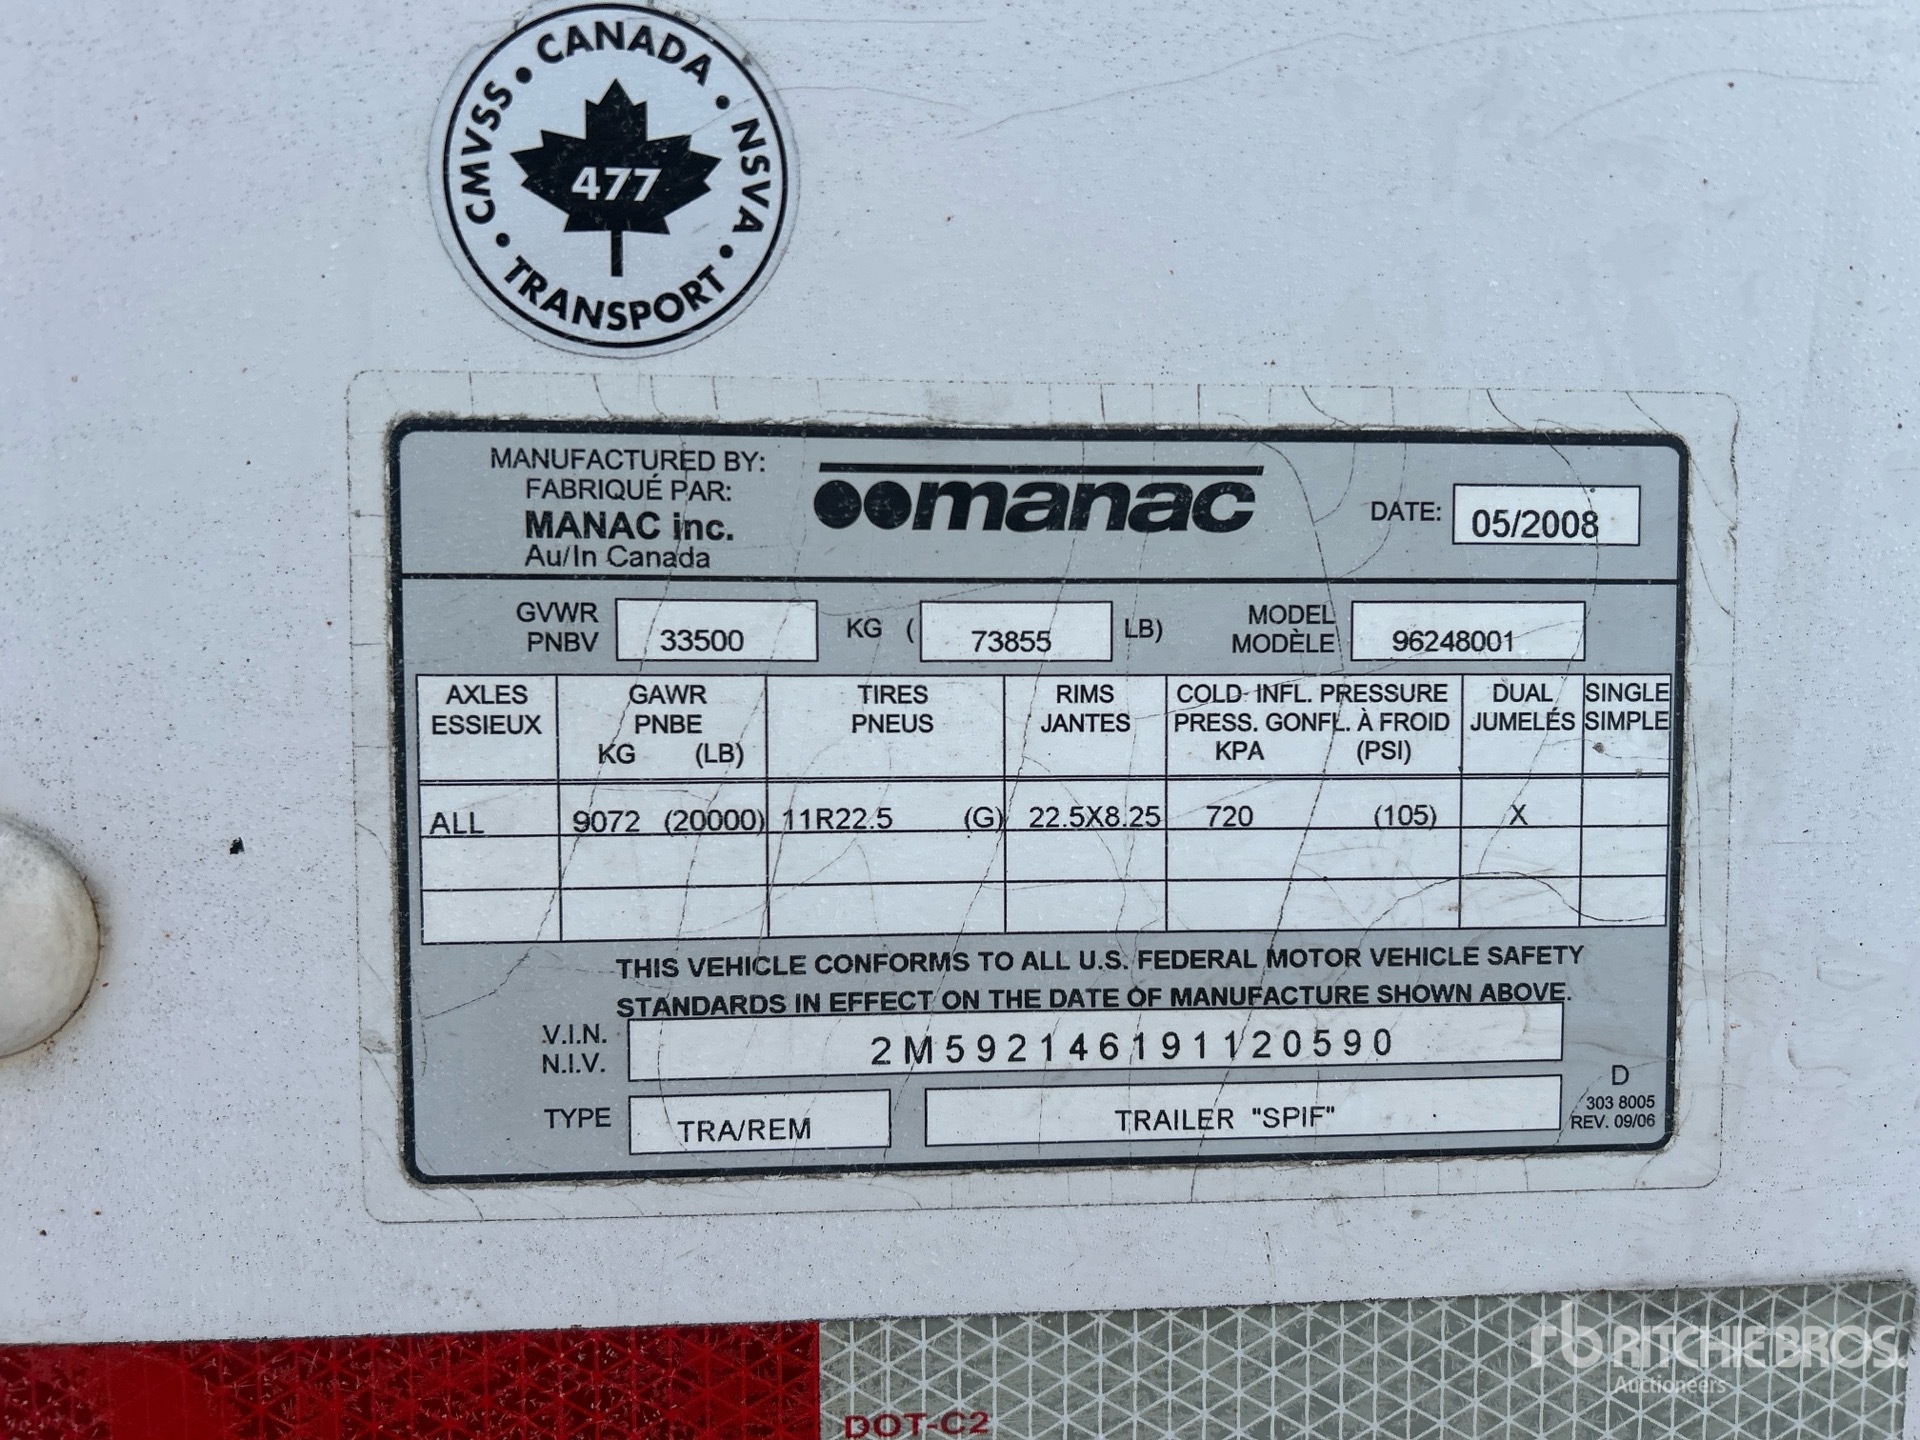 CMVSS • CANADA • NSVA • TRANSPORT •
477
MANUFACTURED BY:
FABRIQUÉ PAR:
MANAC inc.
Au/In Canada
manac
DATE: 05/2008
GVWR
PNBV
33500 KG ( 73855 LB)
MODEL
MODÈLE
96248001
AXLES
ESSIEUX
GAWR
PNBE
KG (LB)
TIRES
PNEUS
RIMS
JANTES
COLD INFL. PRESSURE
PRESS. GONFL. À FROID
KPA (PSI)
DUAL
JUMELÉS
SINGLE
SIMPLE
ALL 9072 (20000) 11R22.5 (G) 22.5X8.25 720 (105) X
THIS VEHICLE CONFORMS TO ALL U.S. FEDERAL MOTOR VEHICLE SAFETY
STANDARDS IN EFFECT ON THE DATE OF MANUFACTURE SHOWN ABOVE.
V.I.N.
N.I.V.
2M592146191120590
TYPE TRA/REM TRAILER "SPIF"
D
303 8005
REV. 09/06
DOT-C2
rb RITCHIE BROS.
Auctioneers